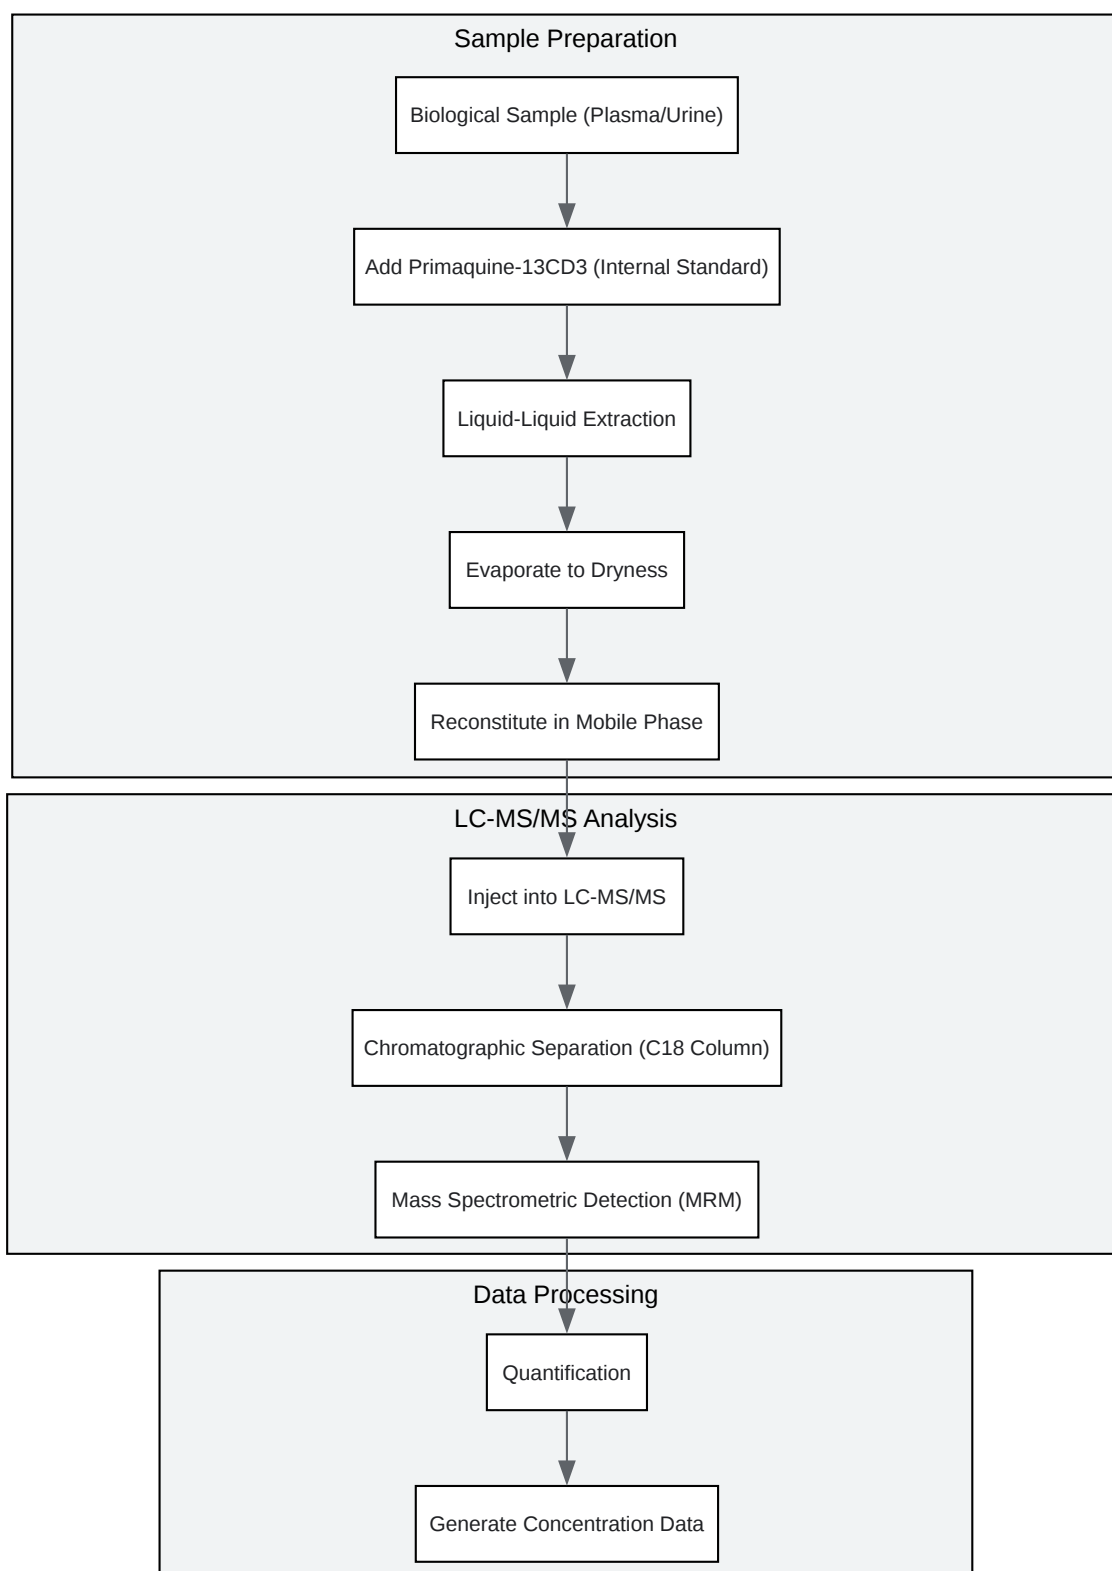 Sample Preparation
Biological Sample (Plasma/Urine)
Add Primaquine-13CD3 (Internal Standard)
Liquid-Liquid Extraction
Evaporate to Dryness
Reconstitute in Mobile Phase
LC-MS/MS Analysis
Inject into LC-MS/MS
Chromatographic Separation (C18 Column)
Mass Spectrometric Detection (MRM)
Data Processing
Quantification
Generate Concentration Data